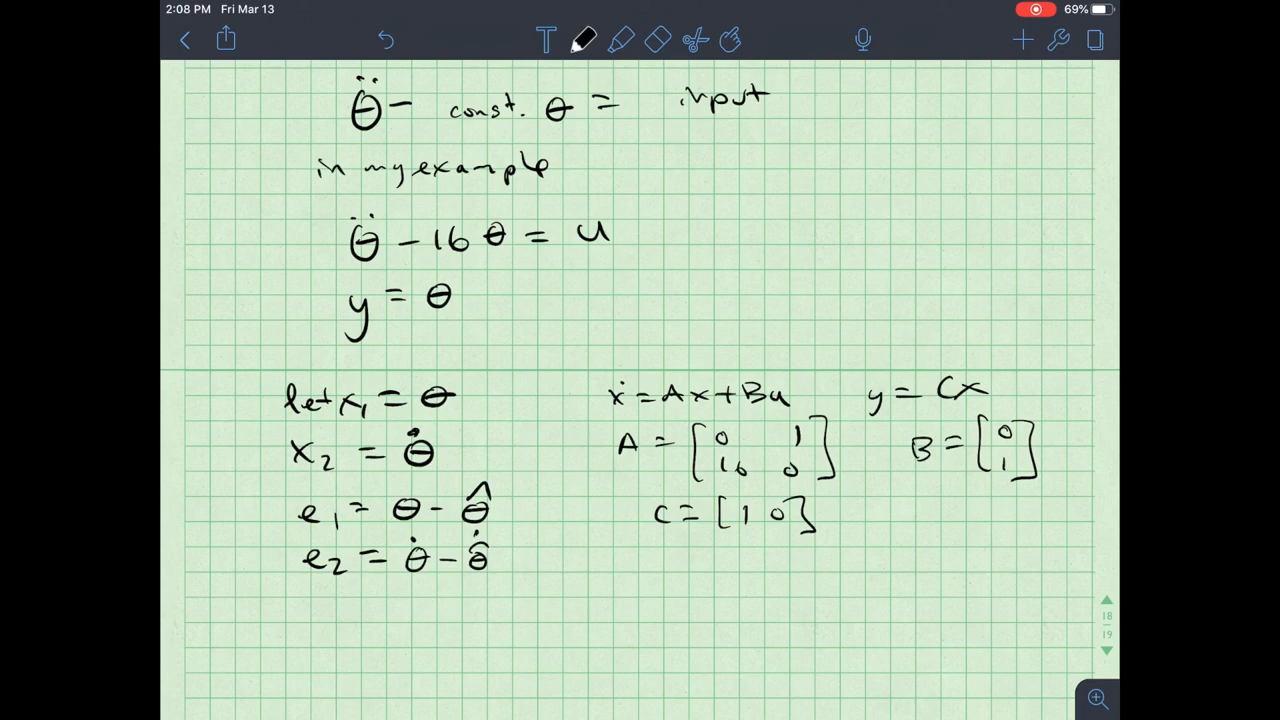 2:08 PM Fri Mar 13 69%
θ̈ - const. θ = input
in my example
θ̈ - 16 θ = u
y = θ
let x₁ = θ
x₂ = θ̇
e₁ = θ - θ̂
e₂ = θ̇ - θ̂̇
ẋ = Ax + Bu y = Cx
A = [0 1
16 0] B = [0
1]
C = [1 0]
18
19